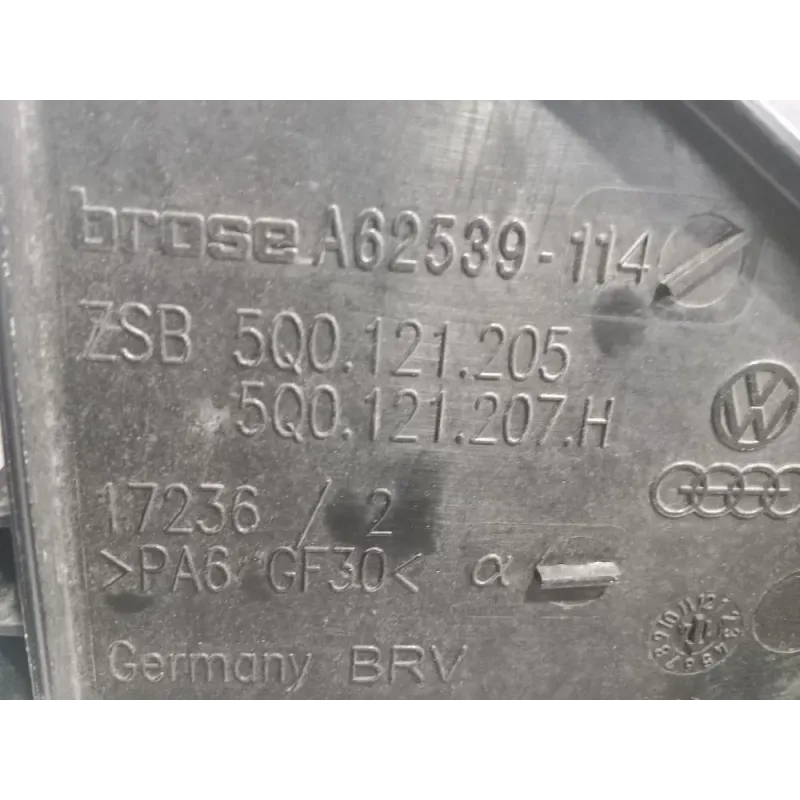 brose A62539-114
ZSB 5Q0.121.205
5Q0.121.207.H
17236 / 2
>PA6 GF30< α
Germany BRV